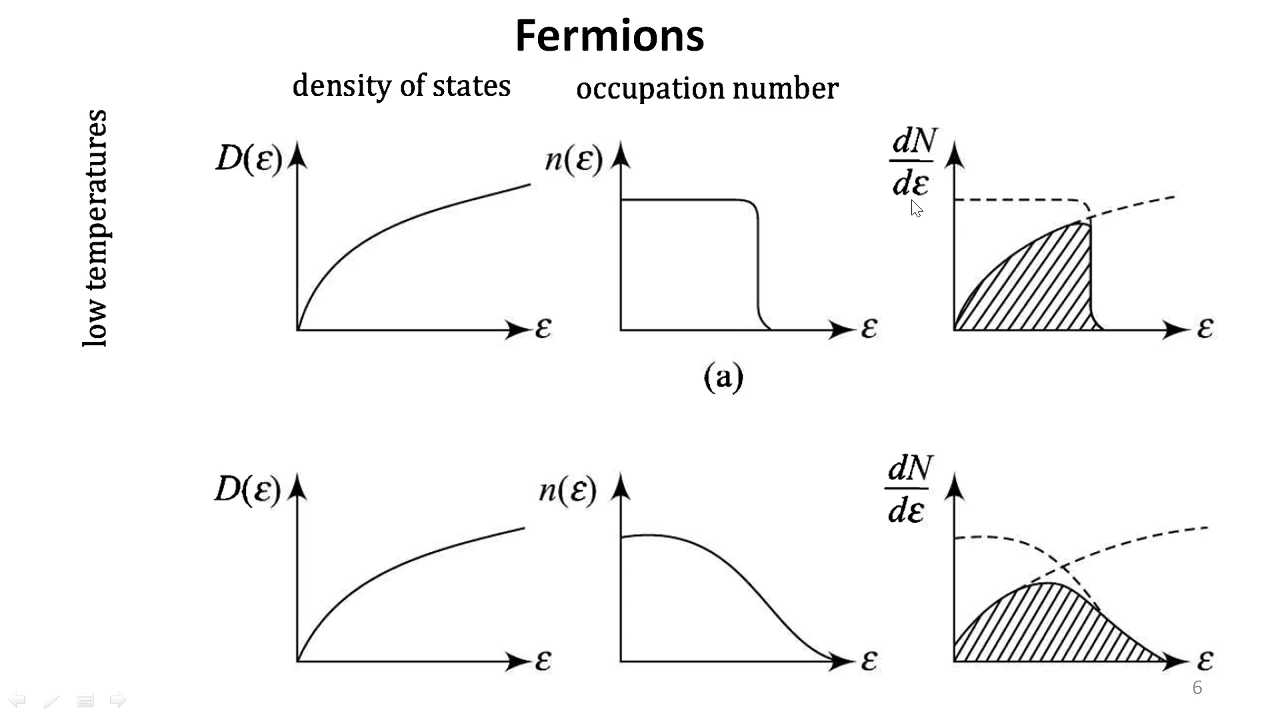 Fermions
density of states
occupation number
low temperatures
D(ε)
ε
n(ε)
ε
dN
dε
ε
(a)
D(ε)
ε
n(ε)
ε
dN
dε
ε
6